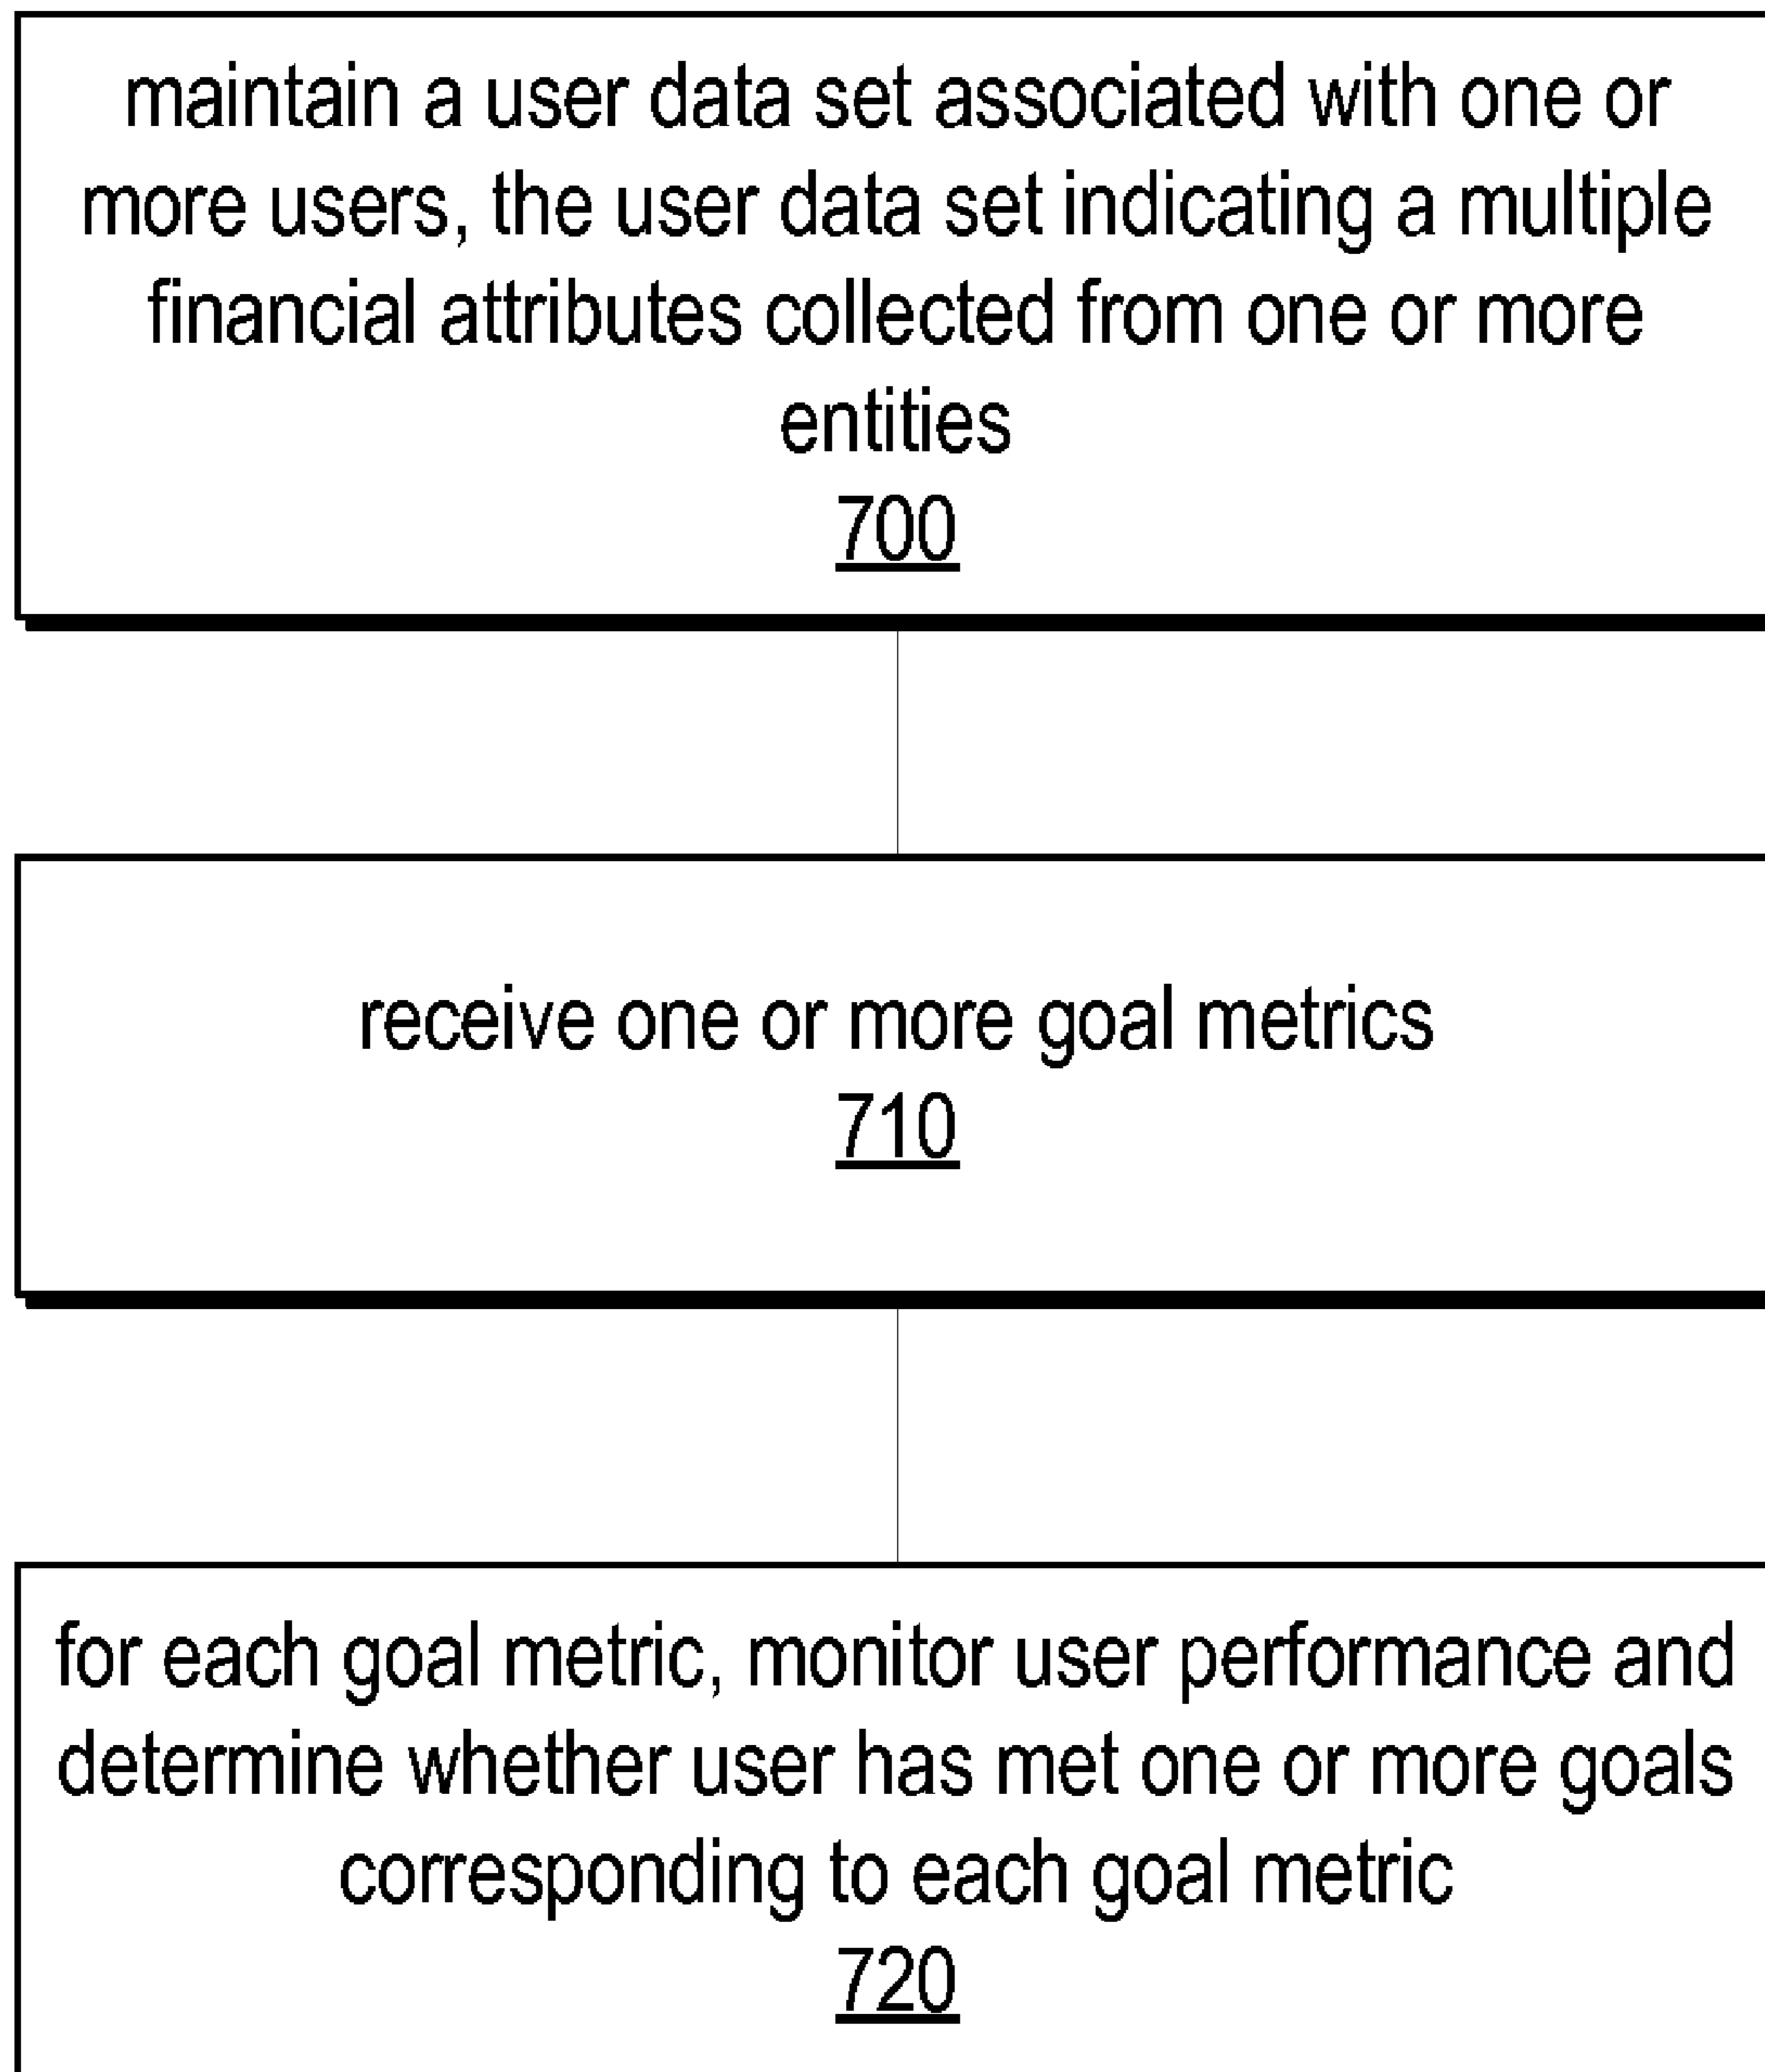 maintain a user data set associated with one or
more users, the user data set indicating a multiple
financial attributes collected from one or more
entities
700
receive one or more goal metrics
710
for each goal metric, monitor user performance and
determine whether user has met one or more goals
corresponding to each goal metric
720